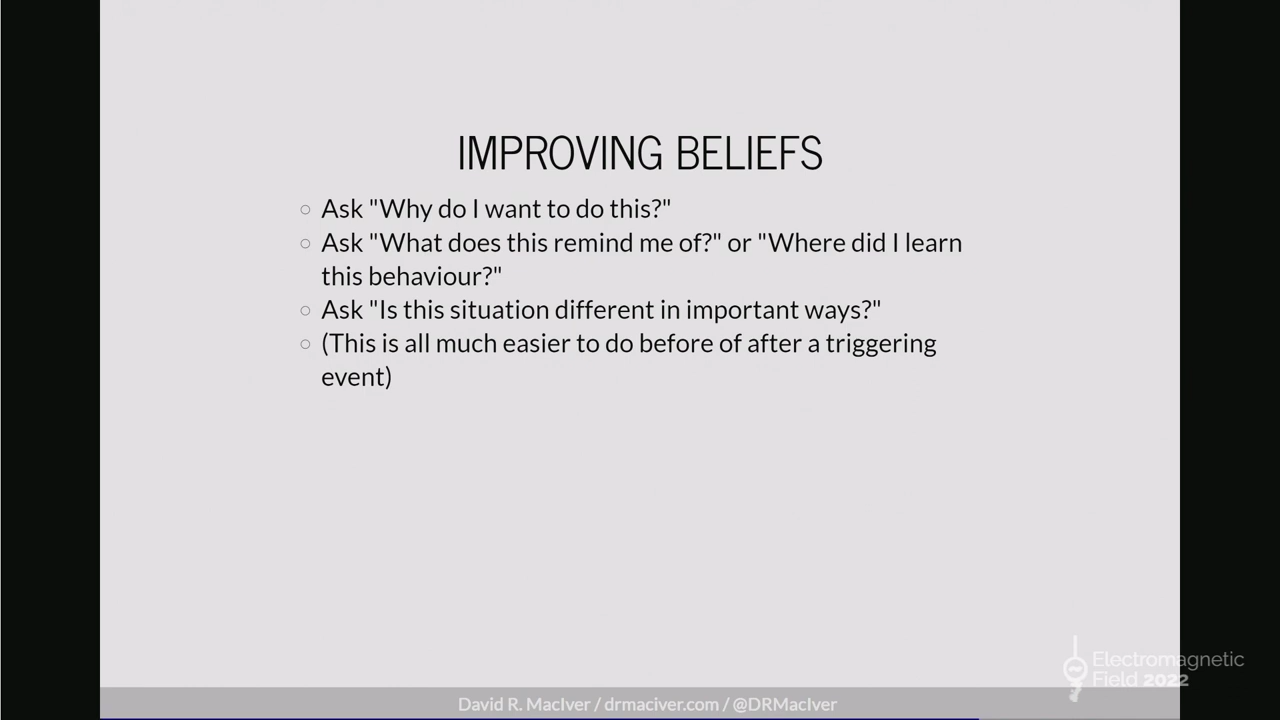 IMPROVING BELIEFS
Ask "Why do I want to do this?"
Ask "What does this remind me of?" or "Where did I learn
this behaviour?"
Ask "Is this situation different in important ways?"
(This is all much easier to do before of after a triggering
event)
Electromagnetic
Field 2022
David R. MacIver / drmaciver.com / @DRMacIver